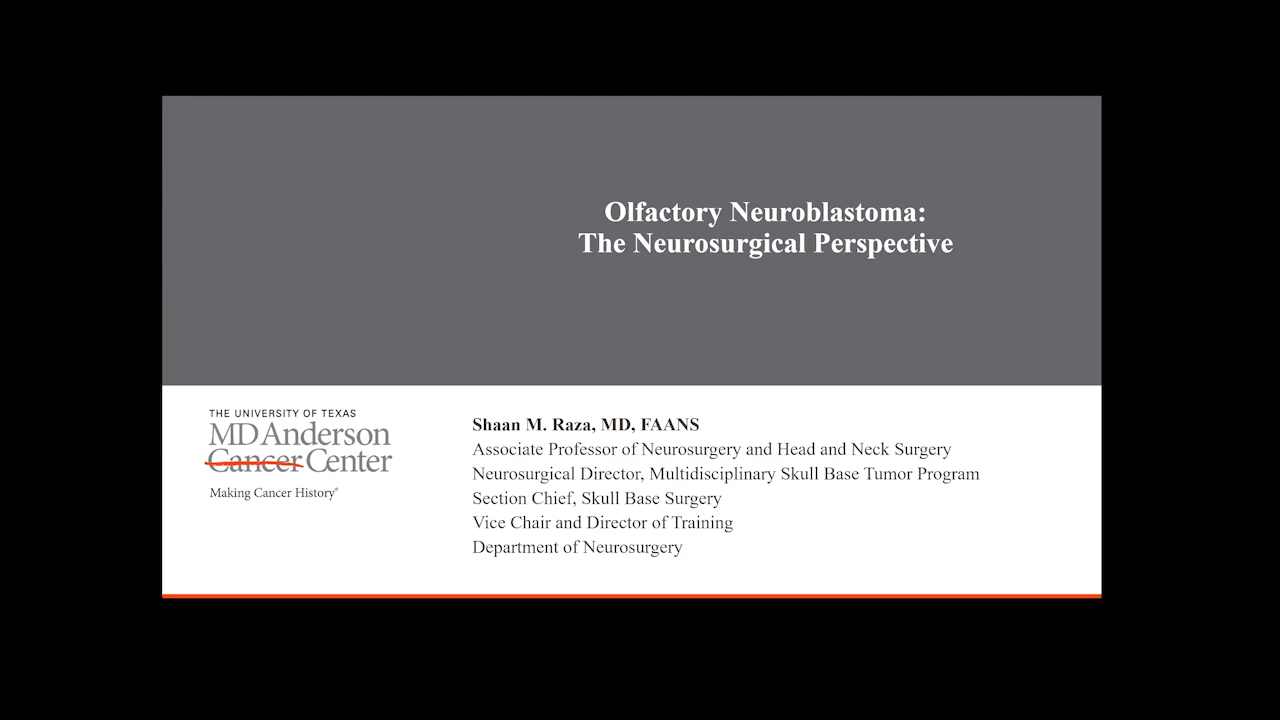 Olfactory Neuroblastoma:
The Neurosurgical Perspective
THE UNIVERSITY OF TEXAS
MD Anderson
Cancer Center
Making Cancer History®
Shaan M. Raza, MD, FAANS
Associate Professor of Neurosurgery and Head and Neck Surgery
Neurosurgical Director, Multidisciplinary Skull Base Tumor Program
Section Chief, Skull Base Surgery
Vice Chair and Director of Training
Department of Neurosurgery